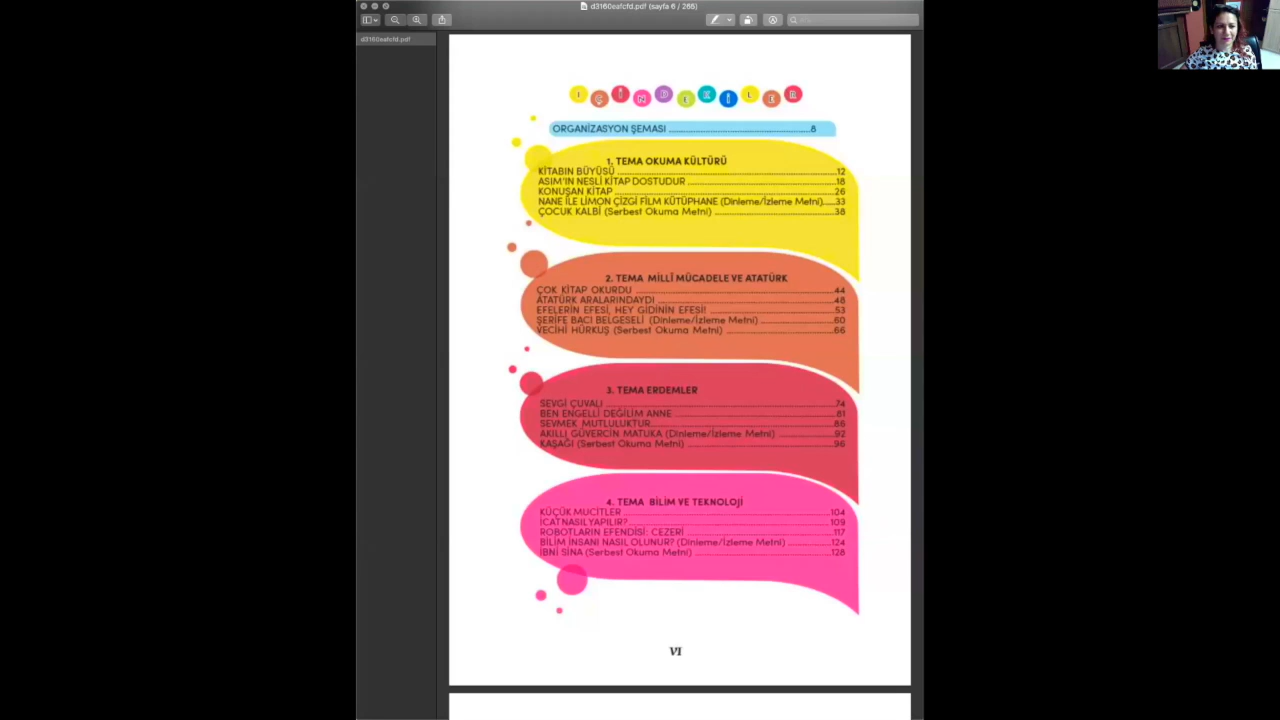 d3160eafcfd.pdf (sayfa 6 / 266)
d3160eafcfd.pdf
İÇİNDEKİLER
ORGANİZASYON ŞEMASI ........................................................8
1. TEMA OKUMA KÜLTÜRÜ
KİTABIN BÜYÜSÜ ........................................................12
ASIM'IN NESLİ KİTAP DOSTUDUR ........................................................18
KONUŞAN KİTAP ........................................................26
NANE İLE LİMON ÇİZGİ FİLM KÜTÜPHANE (Dinleme/İzleme Metni).....33
ÇOCUK KALBİ (Serbest Okuma Metni) ........................................................38
2. TEMA MİLLÎ MÜCADELE VE ATATÜRK
ÇOK KİTAP OKURDU ........................................................44
ATATÜRK ARALARINDAYDI ........................................................48
EFELERİN EFESİ, HEY GİDİNİN EFESİ! ........................................................53
ŞERİFE BACI BELGESELİ (Dinleme/İzleme Metni) ..............................60
VECİHİ HÜRKUŞ (Serbest Okuma Metni) ........................................66
3. TEMA ERDEMLER
SEVGİ ÇUVALI ........................................................74
BEN ENGELLİ DEĞİLİM ANNE ........................................................81
SEVMEK MUTLULUKTUR........................................................86
AKILLI GÜVERCİN MATUKA (Dinleme/İzleme Metni) ....................92
KAŞAĞI (Serbest Okuma Metni) ........................................................96
4. TEMA BİLİM VE TEKNOLOJİ
KÜÇÜK MUCİTLER ........................................................104
İCAT NASIL YAPILIR? ........................................................109
ROBOTLARIN EFENDİSİ: CEZERİ ........................................................117
BİLİM İNSANI NASIL OLUNUR? (Dinleme/İzleme Metni) ..............124
İBNİ SİNA (Serbest Okuma Metni) ........................................................128
VI